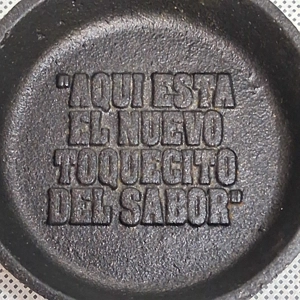 "AQUI ESTA
EL NUEVO
TOQUECITO
DEL SABOR"